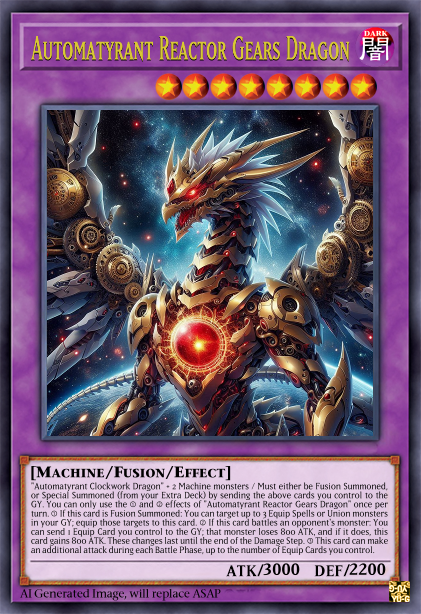 AUTOMATYRANT REACTOR GEARS DRAGON
DARK
闇
[MACHINE/FUSION/EFFECT]
"Automatyrant Clockwork Dragon" + 2 Machine monsters / Must either be Fusion Summoned,
or Special Summoned (from your Extra Deck) by sending the above cards you control to the
GY. You can only use the ① and ② effects of "Automatyrant Reactor Gears Dragon" once per
turn. ① If this card is Fusion Summoned: You can target up to 3 Equip Spells or Union monsters
in your GY; equip those targets to this card. ② If this card battles an opponent's monster: You
can send 1 Equip Card you control to the GY; that monster loses 800 ATK, and if it does, this
card gains 800 ATK. These changes last until the end of the Damage Step. ③ This card can make
an additional attack during each Battle Phase, up to the number of Equip Cards you control.
ATK/3000 DEF/2200
AI Generated Image, will replace ASAP